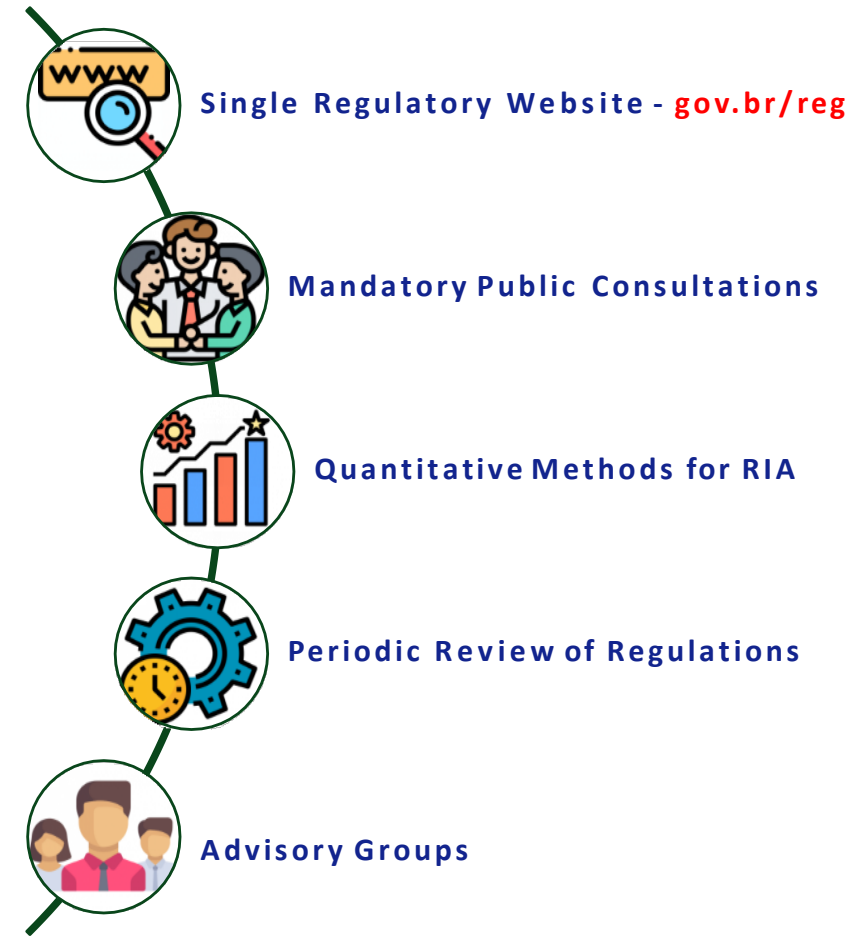 www
Single Regulatory Website - gov.br/reg
Mandatory Public Consultations
Quantitative Methods for RIA
Periodic Review of Regulations
Advisory Groups